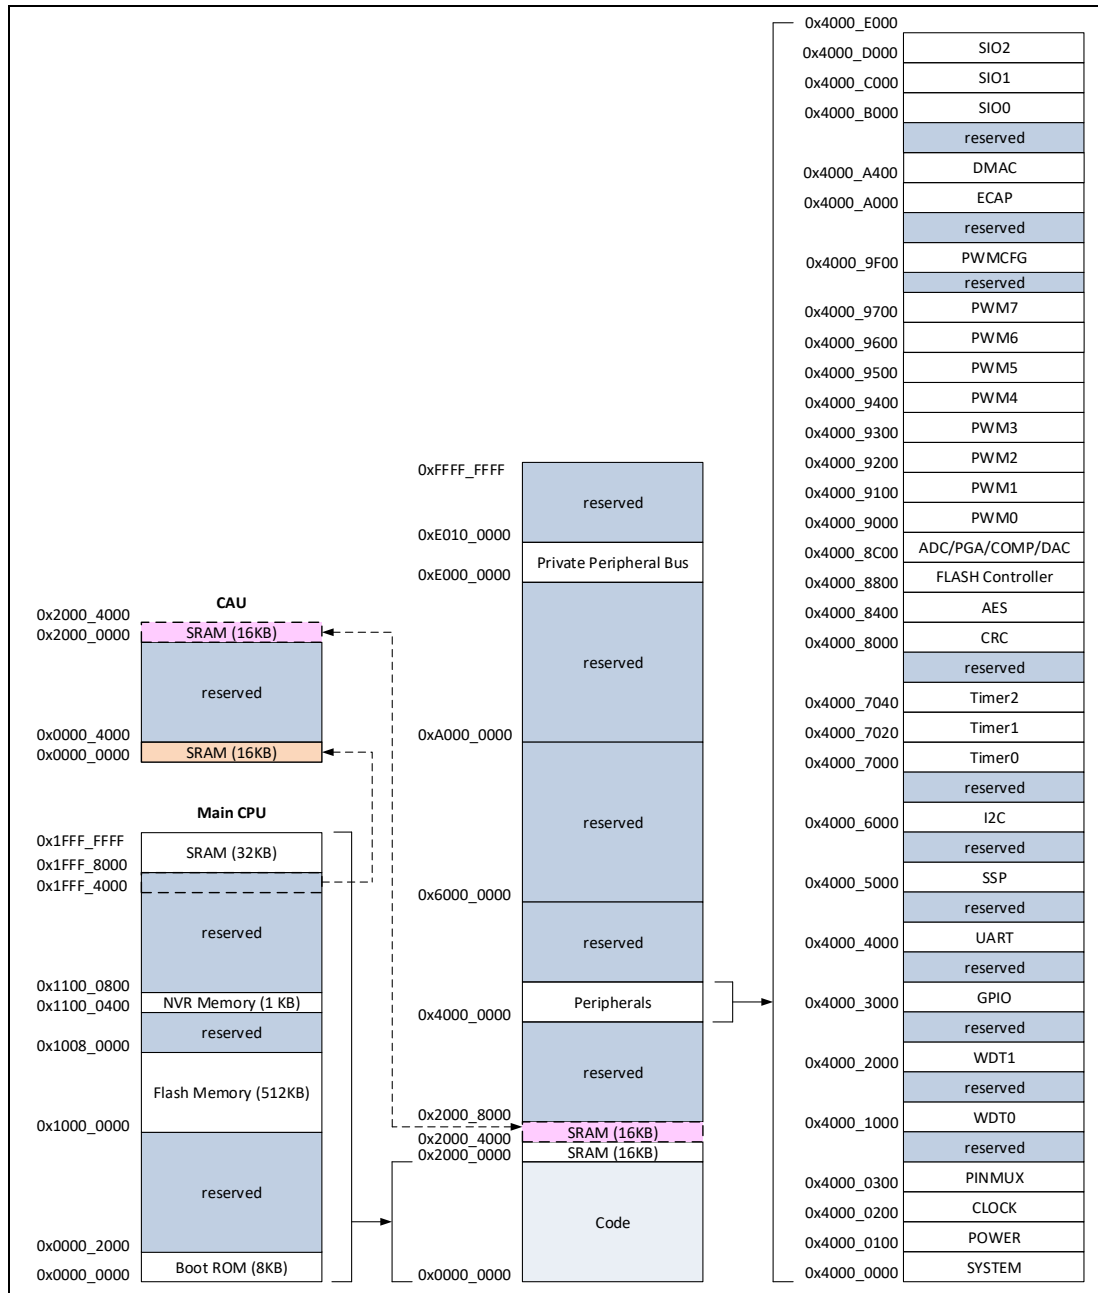 CAU
0x2000_4000
0x2000_0000 SRAM (16KB)
reserved
0x0000_4000
0x0000_0000 SRAM (16KB)
Main CPU
0x1FFF_FFFF
SRAM (32KB)
0x1FFF_8000
0x1FFF_4000
reserved
0x1100_0800
0x1100_0400 NVR Memory (1 KB)
reserved
0x1008_0000
Flash Memory (512KB)
0x1000_0000
reserved
0x0000_2000
Boot ROM (8KB)
0x0000_0000
0xFFFF_FFFF
reserved
0xE010_0000
Private Peripheral Bus
0xE000_0000
reserved
0xA000_0000
reserved
0x6000_0000
reserved
Peripherals
0x4000_0000
reserved
0x2000_8000
SRAM (16KB)
0x2000_4000
0x2000_0000 SRAM (16KB)
Code
0x0000_0000
0x4000_E000
SIO2
0x4000_D000
SIO1
0x4000_C000
SIO0
0x4000_B000
reserved
DMAC
0x4000_A400
ECAP
0x4000_A000
reserved
PWMCFG
0x4000_9F00
reserved
PWM7
0x4000_9700
PWM6
0x4000_9600
PWM5
0x4000_9500
PWM4
0x4000_9400
PWM3
0x4000_9300
PWM2
0x4000_9200
PWM1
0x4000_9100
PWM0
0x4000_9000
ADC/PGA/COMP/DAC
0x4000_8C00
FLASH Controller
0x4000_8800
AES
0x4000_8400
CRC
0x4000_8000
reserved
Timer2
0x4000_7040
Timer1
0x4000_7020
Timer0
0x4000_7000
reserved
I2C
0x4000_6000
reserved
SSP
0x4000_5000
reserved
UART
0x4000_4000
reserved
GPIO
0x4000_3000
reserved
WDT1
0x4000_2000
reserved
WDT0
0x4000_1000
reserved
PINMUX
0x4000_0300
CLOCK
0x4000_0200
POWER
0x4000_0100
SYSTEM
0x4000_0000